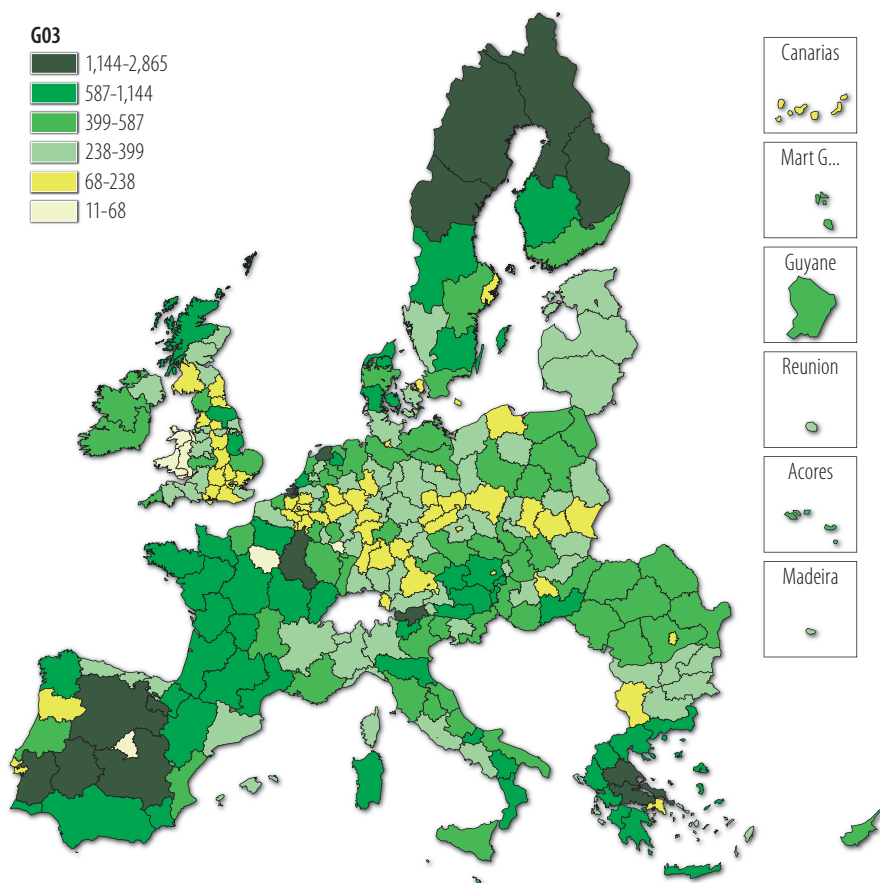 G03
1,144–2,865
587–1,144
399–587
238–399
68–238
11–68
Canarias
Mart G...
Guyane
Reunion
Acores
Madeira